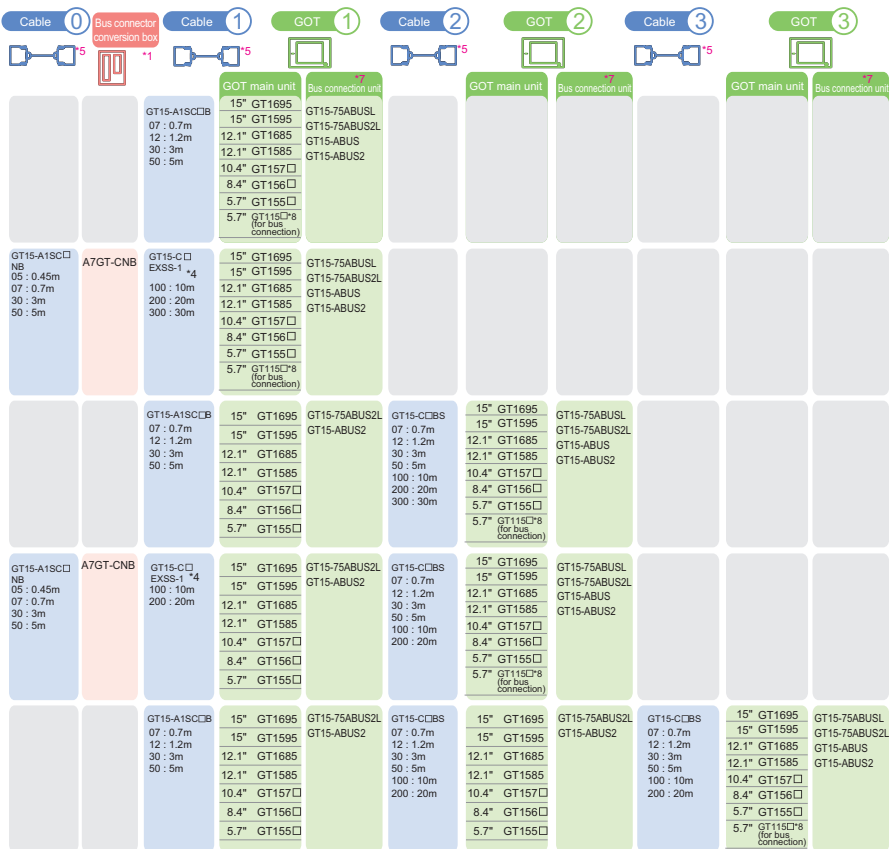 Cable 0
Bus connector
conversion box
Cable 1
GOT 1
Cable 2
GOT 2
Cable 3
GOT 3
*5
*1
*5
*5
*5
GOT main unit
*7
Bus connection unit
GOT main unit
*7
Bus connection unit
GOT main unit
*7
Bus connection unit
GT15-A1SC□B
07 : 0.7m
12 : 1.2m
30 : 3m
50 : 5m
15" GT1695
15" GT1595
12.1" GT1685
12.1" GT1585
10.4" GT157□
8.4" GT156□
5.7" GT155□
5.7" GT115□*8
(for bus
connection)
GT15-75ABUSL
GT15-75ABUS2L
GT15-ABUS
GT15-ABUS2
GT15-A1SC□
NB
05 : 0.45m
07 : 0.7m
30 : 3m
50 : 5m
A7GT-CNB
GT15-C□
EXSS-1 *4
100 : 10m
200 : 20m
300 : 30m
15" GT1695
15" GT1595
12.1" GT1685
12.1" GT1585
10.4" GT157□
8.4" GT156□
5.7" GT155□
5.7" GT115□*8
(for bus
connection)
GT15-75ABUSL
GT15-75ABUS2L
GT15-ABUS
GT15-ABUS2
GT15-A1SC□B
07 : 0.7m
12 : 1.2m
30 : 3m
50 : 5m
15" GT1695
15" GT1595
12.1" GT1685
12.1" GT1585
10.4" GT157□
8.4" GT156□
5.7" GT155□
GT15-75ABUS2L
GT15-ABUS2
GT15-C□BS
07 : 0.7m
12 : 1.2m
30 : 3m
50 : 5m
100 : 10m
200 : 20m
300 : 30m
15" GT1695
15" GT1595
12.1" GT1685
12.1" GT1585
10.4" GT157□
8.4" GT156□
5.7" GT155□
5.7" GT115□*8
(for bus
connection)
GT15-75ABUSL
GT15-75ABUS2L
GT15-ABUS
GT15-ABUS2
GT15-A1SC□
NB
05 : 0.45m
07 : 0.7m
30 : 3m
50 : 5m
A7GT-CNB
GT15-C□
EXSS-1 *4
100 : 10m
200 : 20m
15" GT1695
15" GT1595
12.1" GT1685
12.1" GT1585
10.4" GT157□
8.4" GT156□
5.7" GT155□
GT15-75ABUS2L
GT15-ABUS2
GT15-C□BS
07 : 0.7m
12 : 1.2m
30 : 3m
50 : 5m
100 : 10m
200 : 20m
15" GT1695
15" GT1595
12.1" GT1685
12.1" GT1585
10.4" GT157□
8.4" GT156□
5.7" GT155□
5.7" GT115□*8
(for bus
connection)
GT15-75ABUSL
GT15-75ABUS2L
GT15-ABUS
GT15-ABUS2
GT15-A1SC□B
07 : 0.7m
12 : 1.2m
30 : 3m
50 : 5m
15" GT1695
15" GT1595
12.1" GT1685
12.1" GT1585
10.4" GT157□
8.4" GT156□
5.7" GT155□
GT15-75ABUS2L
GT15-ABUS2
GT15-C□BS
07 : 0.7m
12 : 1.2m
30 : 3m
50 : 5m
100 : 10m
200 : 20m
15" GT1695
15" GT1595
12.1" GT1685
12.1" GT1585
10.4" GT157□
8.4" GT156□
5.7" GT155□
GT15-75ABUS2L
GT15-ABUS2
GT15-C□BS
07 : 0.7m
12 : 1.2m
30 : 3m
50 : 5m
100 : 10m
200 : 20m
15" GT1695
15" GT1595
12.1" GT1685
12.1" GT1585
10.4" GT157□
8.4" GT156□
5.7" GT155□
5.7" GT115□*8
(for bus
connection)
GT15-75ABUSL
GT15-75ABUS2L
GT15-ABUS
GT15-ABUS2